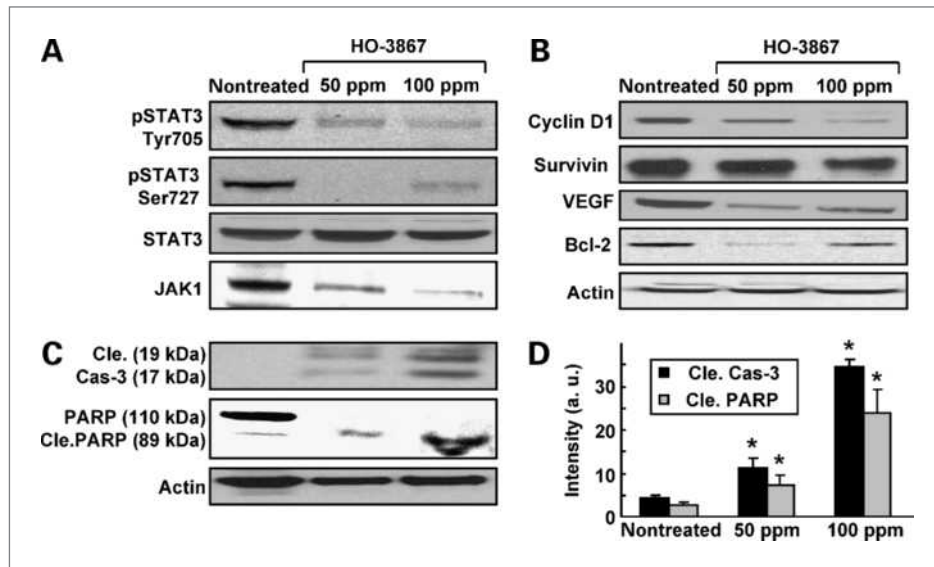 A
HO-3867
Nontreated 50 ppm 100 ppm
pSTAT3
Tyr705
pSTAT3
Ser727
STAT3
JAK1
B
HO-3867
Nontreated 50 ppm 100 ppm
Cyclin D1
Survivin
VEGF
Bcl-2
Actin
C
Cle. (19 kDa)
Cas-3 (17 kDa)
PARP (110 kDa)
Cle.PARP (89 kDa)
Actin
D
Intensity (a. u.)
30
20
10
0
Cle. Cas-3
Cle. PARP
* *
* *
Nontreated 50 ppm 100 ppm